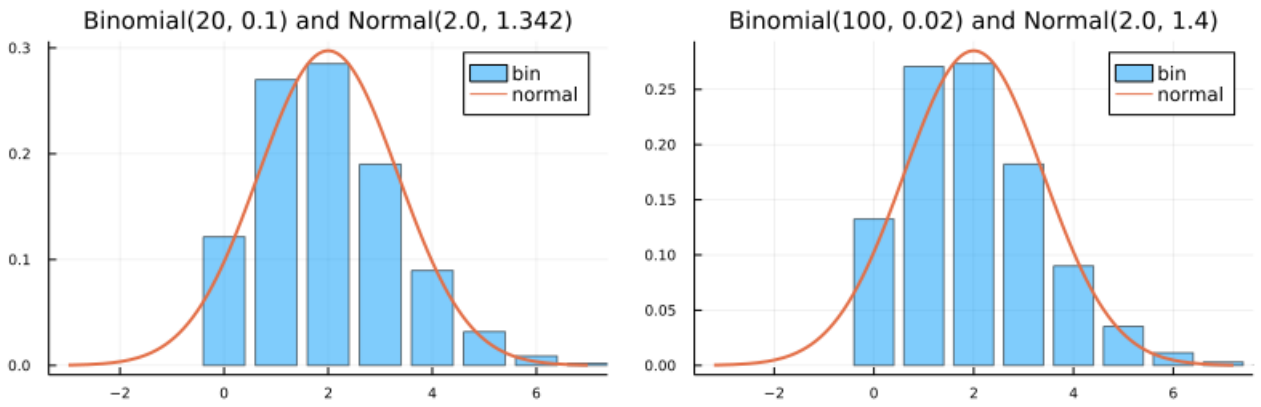 Binomial(20, 0.1) and Normal(2.0, 1.342)
0.3
0.2
0.1
0.0
−2 0 2 4 6
bin
normal
Binomial(100, 0.02) and Normal(2.0, 1.4)
0.25
0.20
0.15
0.10
0.05
0.00
−2 0 2 4 6
bin
normal